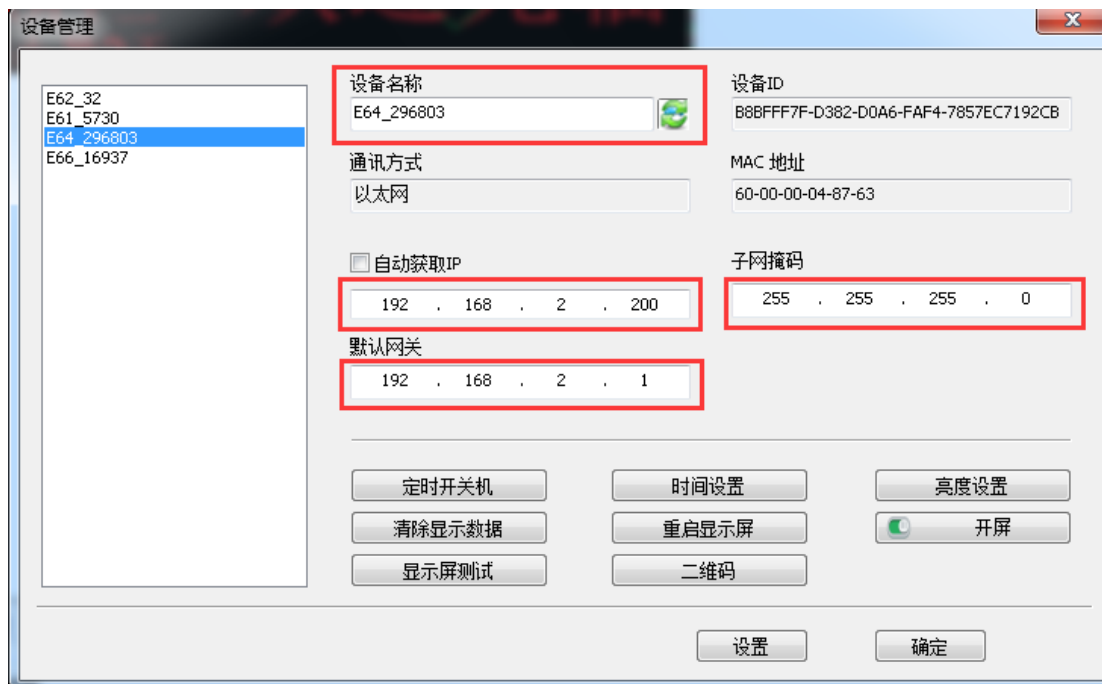 设备管理
E62_32
E61_5730
E64_296803
E66_16937
设备名称
E64_296803
设备ID
B8BFFF7F-D382-D0A6-FAF4-7857EC7192CB
通讯方式
以太网
MAC 地址
60-00-00-04-87-63
自动获取IP
192 . 168 . 2 . 200
子网掩码
255 . 255 . 255 . 0
默认网关
192 . 168 . 2 . 1
定时开关机
时间设置
亮度设置
清除显示数据
重启显示屏
开屏
显示屏测试
二维码
设置
确定